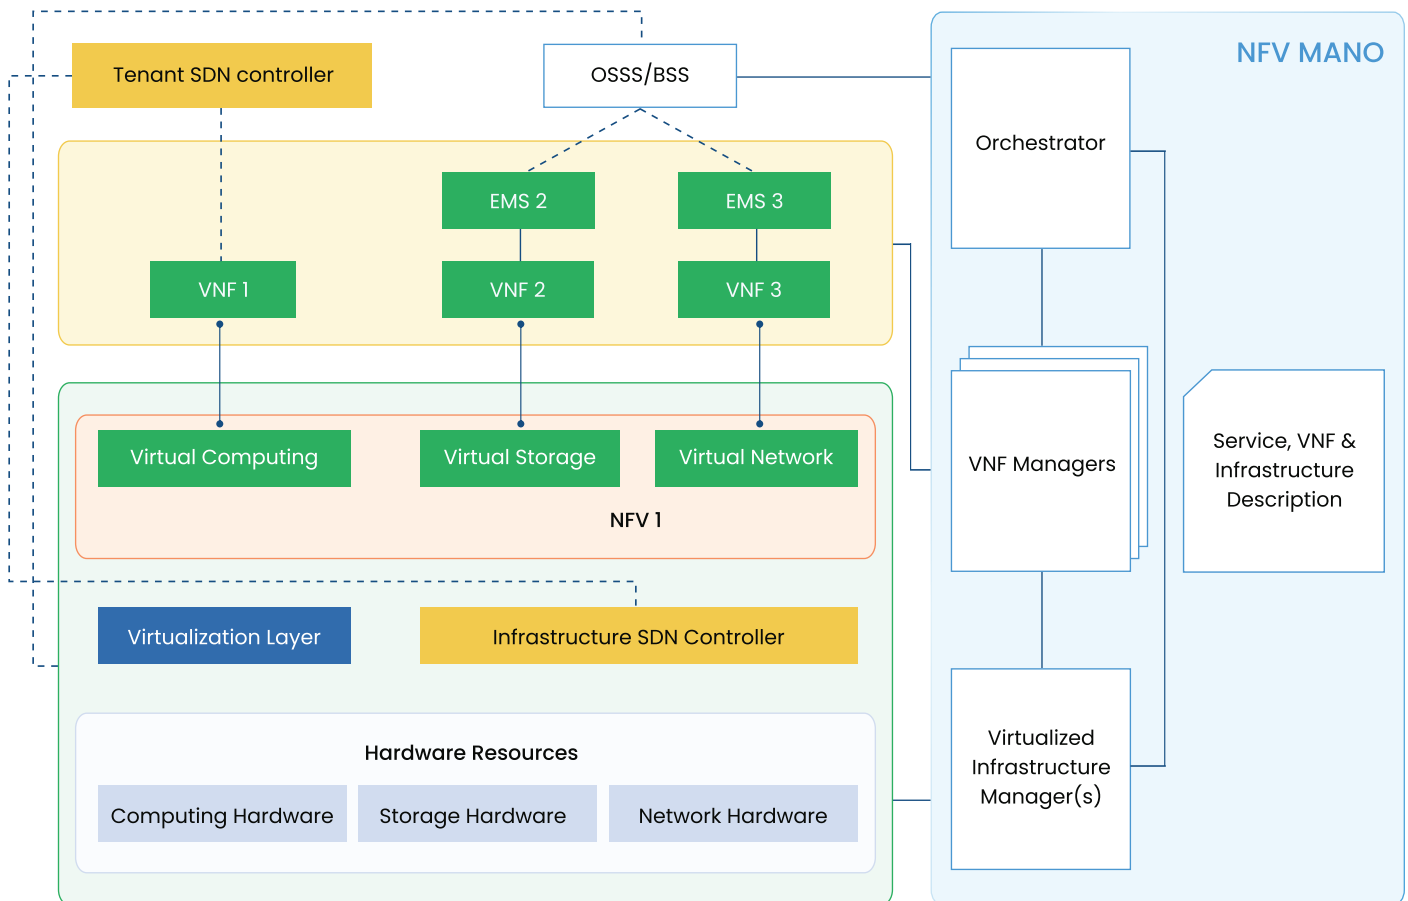 NFV MANO
Tenant SDN controller
OSSS/BSS
Orchestrator
EMS 2
EMS 3
VNF 1
VNF 2
VNF 3
VNF Managers
Service, VNF &
Infrastructure
Description
Virtual Computing
Virtual Storage
Virtual Network
NFV 1
Virtualization Layer
Infrastructure SDN Controller
Hardware Resources
Computing Hardware
Storage Hardware
Network Hardware
Virtualized
Infrastructure
Manager(s)